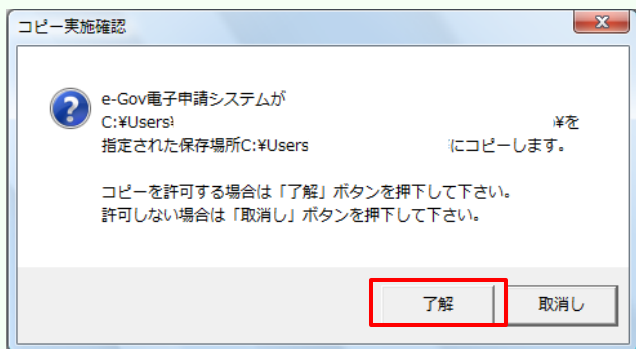 コピー実施確認
e-Gov電子申請システムが
C:¥Users
¥を
指定された保存場所C:¥Users
にコピーします。
コピーを許可する場合は「了解」ボタンを押下して下さい。
許可しない場合は「取消し」ボタンを押下して下さい。
了解
取消し